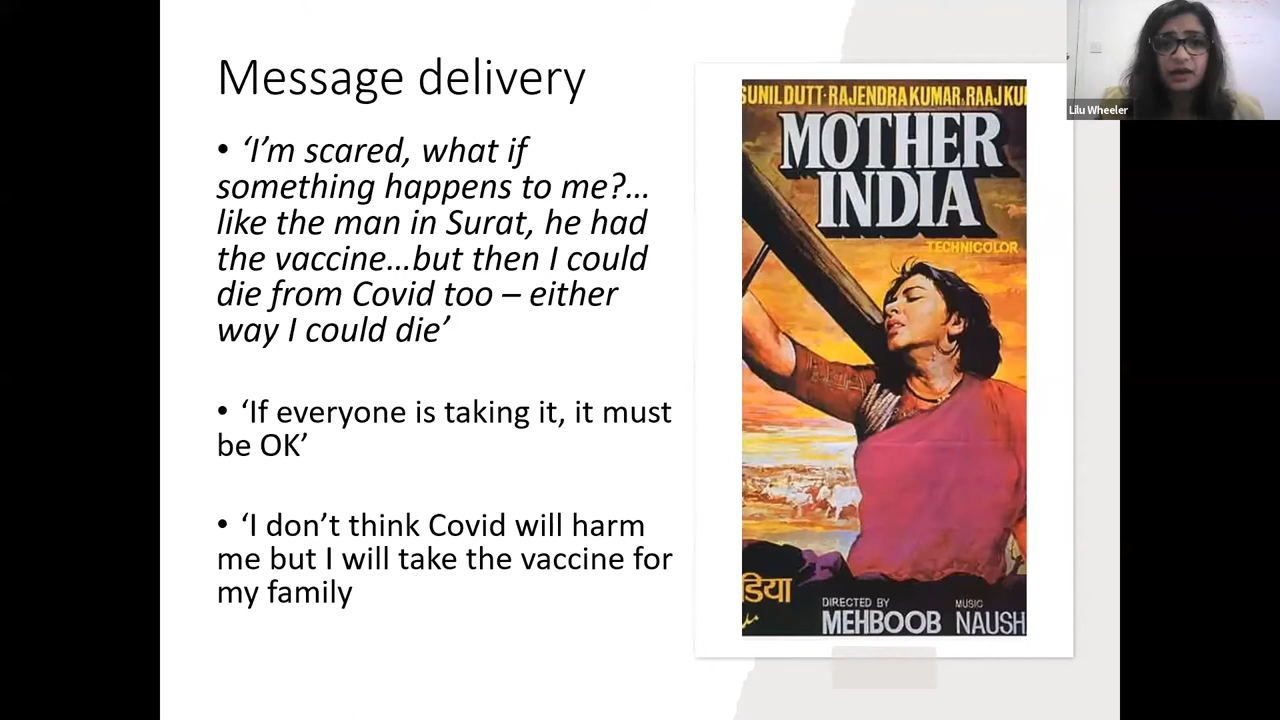 Message delivery
• ‘I’m scared, what if
something happens to me?...
like the man in Surat, he had
the vaccine...but then I could
die from Covid too – either
way I could die’
• ‘If everyone is taking it, it must
be OK’
• ‘I don’t think Covid will harm
me but I will take the vaccine for
my family
SUNIL DUTT·RAJENDRA KUMAR·RAAJ KU
MOTHER
INDIA
TECHNICOLOR
डिया
DIRECTED BY
MEHBOOB
MUSIC
NAUSH
Lilu Wheeler